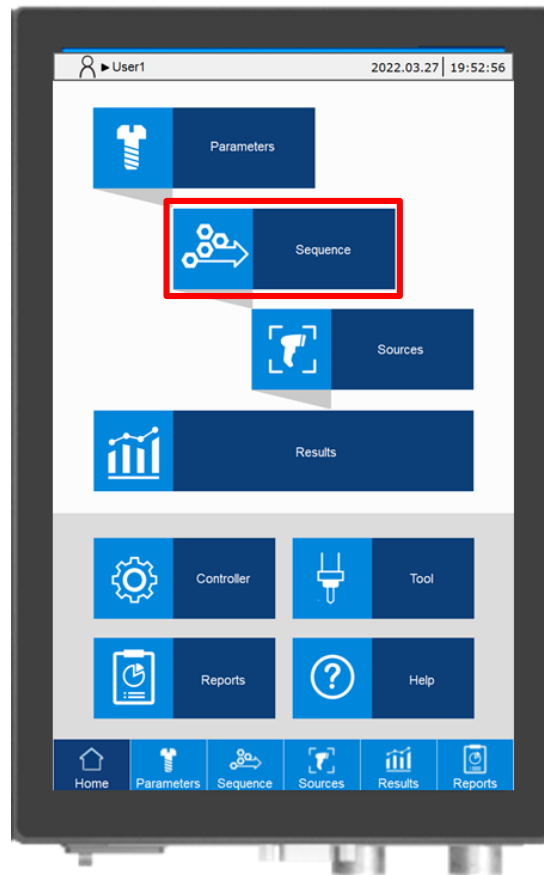 ►User1 2022.03.27 19:52:56
Parameters
Sequence
Sources
Results
Controller Tool
Reports Help
Home Parameters Sequence Sources Results Reports